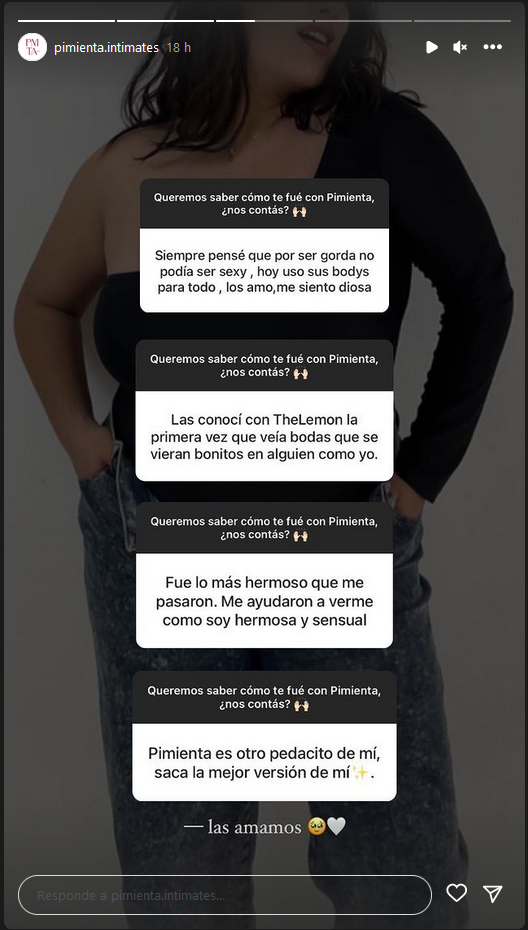 PM
TA
pimienta.intimates 18 h
Queremos saber cómo te fué con Pimienta,
¿nos contás? 🙌🏻
Siempre pensé que por ser gorda no
podía ser sexy , hoy uso sus bodys
para todo , los amo,me siento diosa
Queremos saber cómo te fué con Pimienta,
¿nos contás? 🙌🏻
Las conocí con TheLemon la
primera vez que veía bodas que se
vieran bonitos en alguien como yo.
Queremos saber cómo te fué con Pimienta,
¿nos contás? 🙌🏻
Fue lo más hermoso que me
pasaron. Me ayudaron a verme
como soy hermosa y sensual
Queremos saber cómo te fué con Pimienta,
¿nos contás? 🙌🏻
Pimienta es otro pedacito de mí,
saca la mejor versión de mí✨.
— las amamos 🥹🤍
Responde a pimienta.intimates...